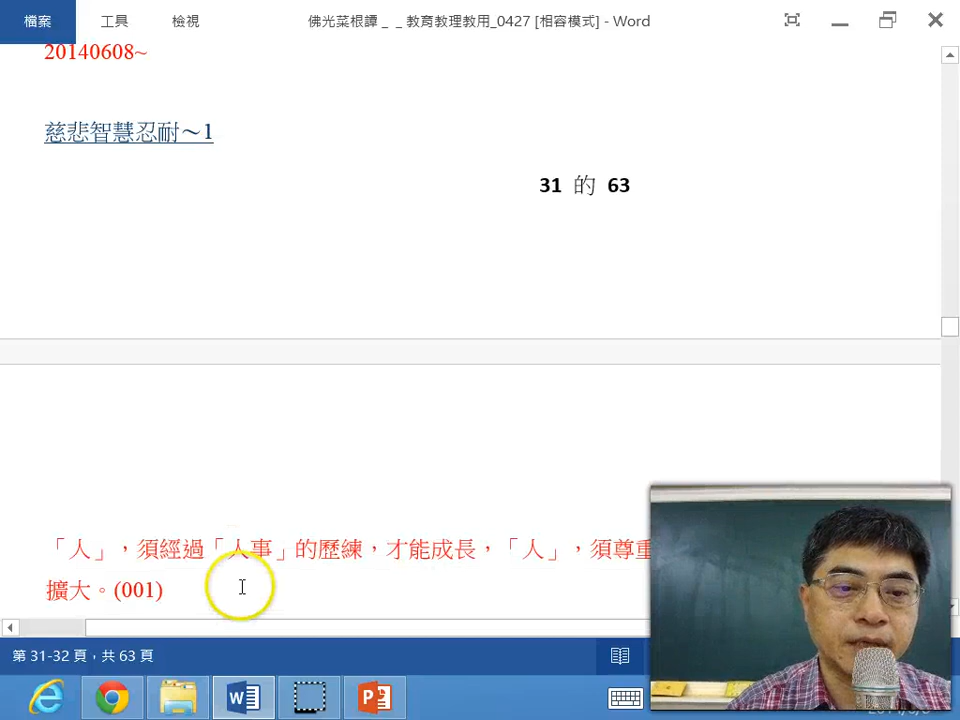 檔案 工具 檢視 佛光菜根譚 _ _ 教育教理教用_0427 [相容模式] - Word
20140608~
慈悲智慧忍耐～1
31 的 63
「人」，須經過「人事」的歷練，才能成長，「人」，須尊重
擴大。(001)
第 31-32 頁，共 63 頁